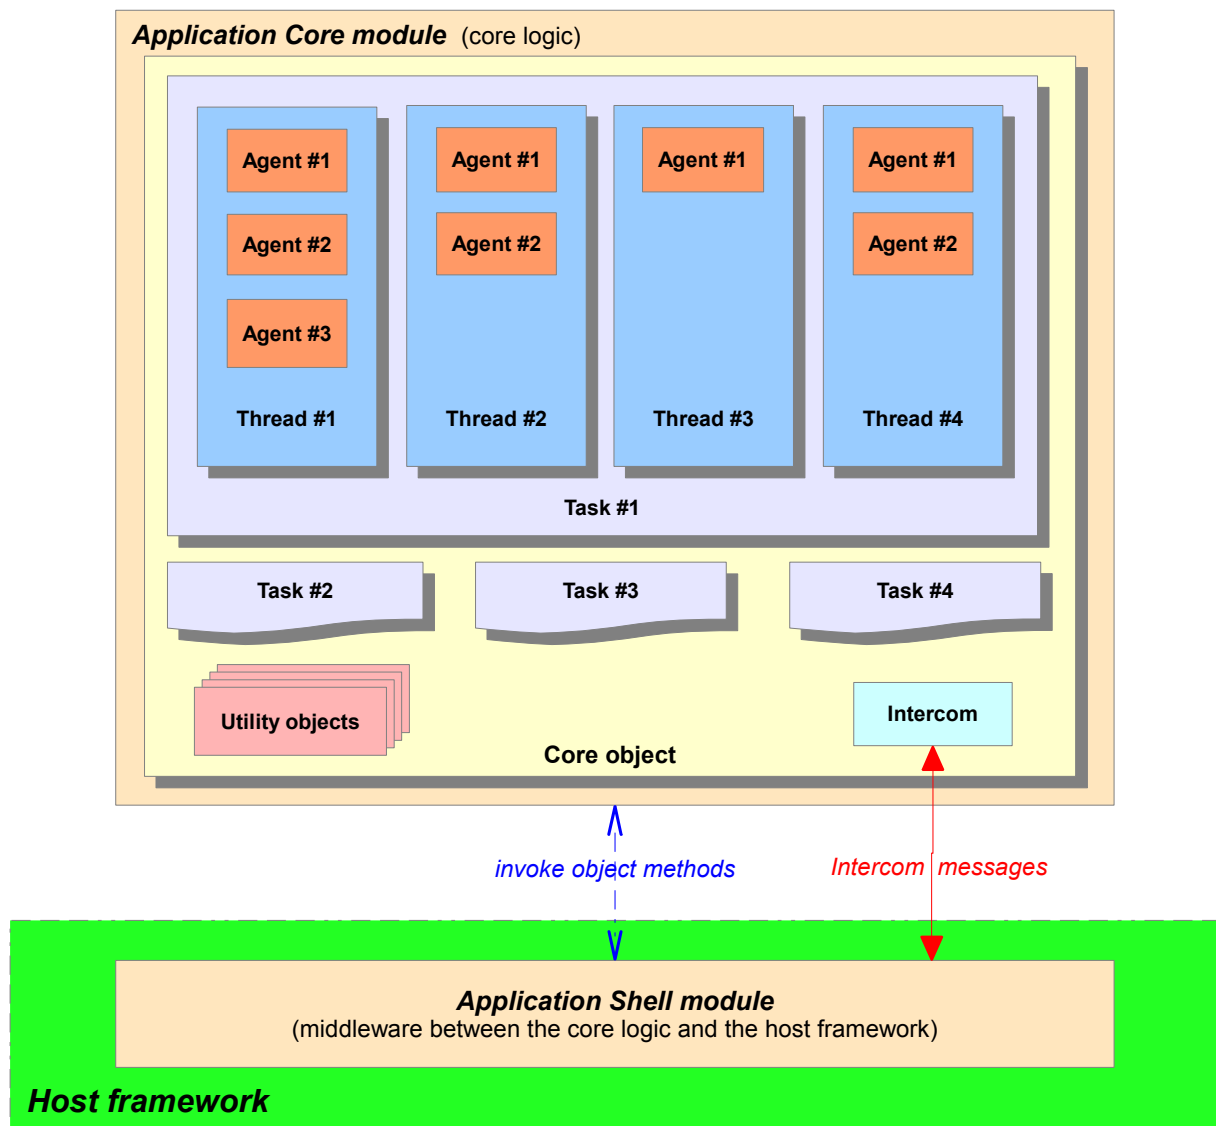 Application Core module (core logic)
Agent #1
Agent #2
Agent #3
Thread #1
Agent #1
Agent #2
Thread #2
Agent #1
Thread #3
Agent #1
Agent #2
Thread #4
Task #1
Task #2
Task #3
Task #4
Utility objects
Intercom
Core object
invoke object methods
Intercom messages
Application Shell module
(middleware between the core logic and the host framework)
Host framework